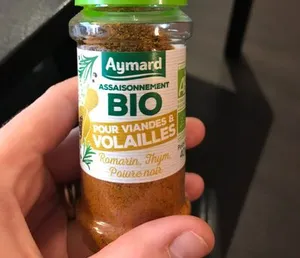 Aymard
ASSAISONNEMENT
BIO
POUR VIANDES &
VOLAILLES
Romarin, Thym,
Poivre noir